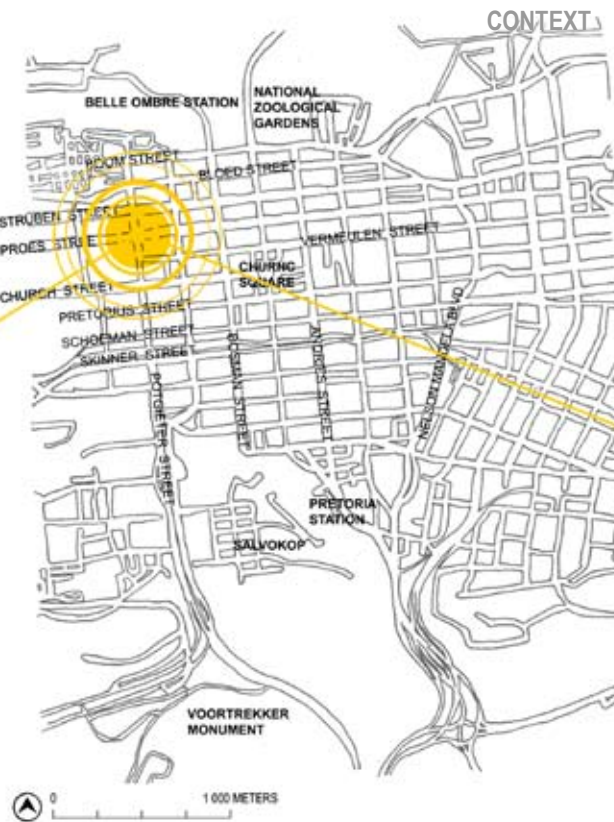 CONTEXT
BELLE OMBRE STATION
NATIONAL
ZOOLOGICAL
GARDENS
BOOM STREET
BLOED STREET
STRUBEN STREET
PROES STREE
VERMEULEN STREET
CHURNC
SQUARE
CHURCH STREET
PRETORIUS STREET
SCHOEMAN STREET
SKINNER STREET
BOSMAN STREET
ANDRIES STREET
NELSON MANDELA BLVD
POTGIETER STREET
PRETORIA
STATION
SALVOKOP
VOORTREKKER
MONUMENT
0
1 000 METERS